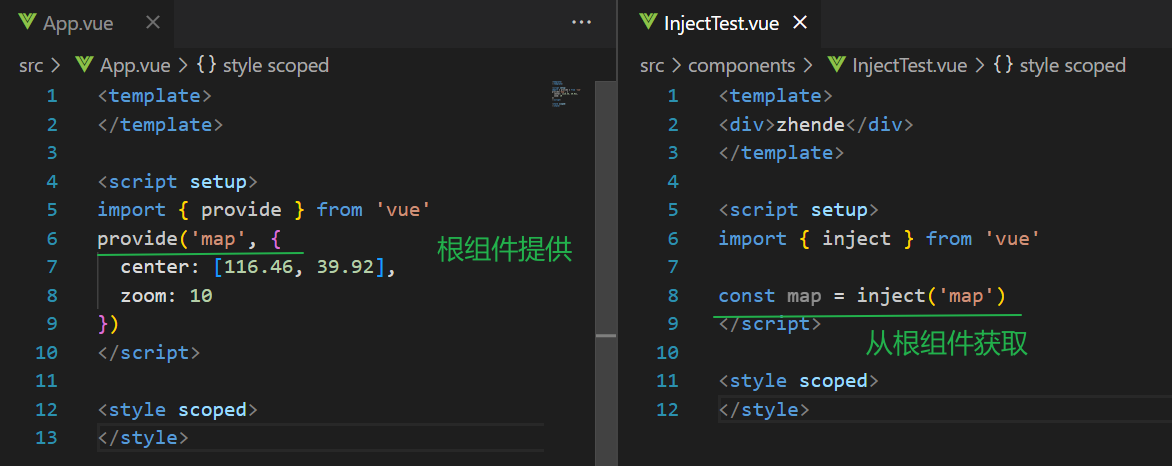 App.vue
src > App.vue > {} style scoped
1 <template>
2 </template>
3
4 <script setup>
5 import { provide } from 'vue'
6 provide('map', {
根组件提供
7 center: [116.46, 39.92],
8 zoom: 10
9 })
10 </script>
11
12 <style scoped>
13 </style>
InjectTest.vue
src > components > InjectTest.vue > {} style scoped
1 <template>
2 <div>zhende</div>
3 </template>
4
5 <script setup>
6 import { inject } from 'vue'
7
8 const map = inject('map')
9 </script>
从根组件获取
10
11 <style scoped>
12 </style>